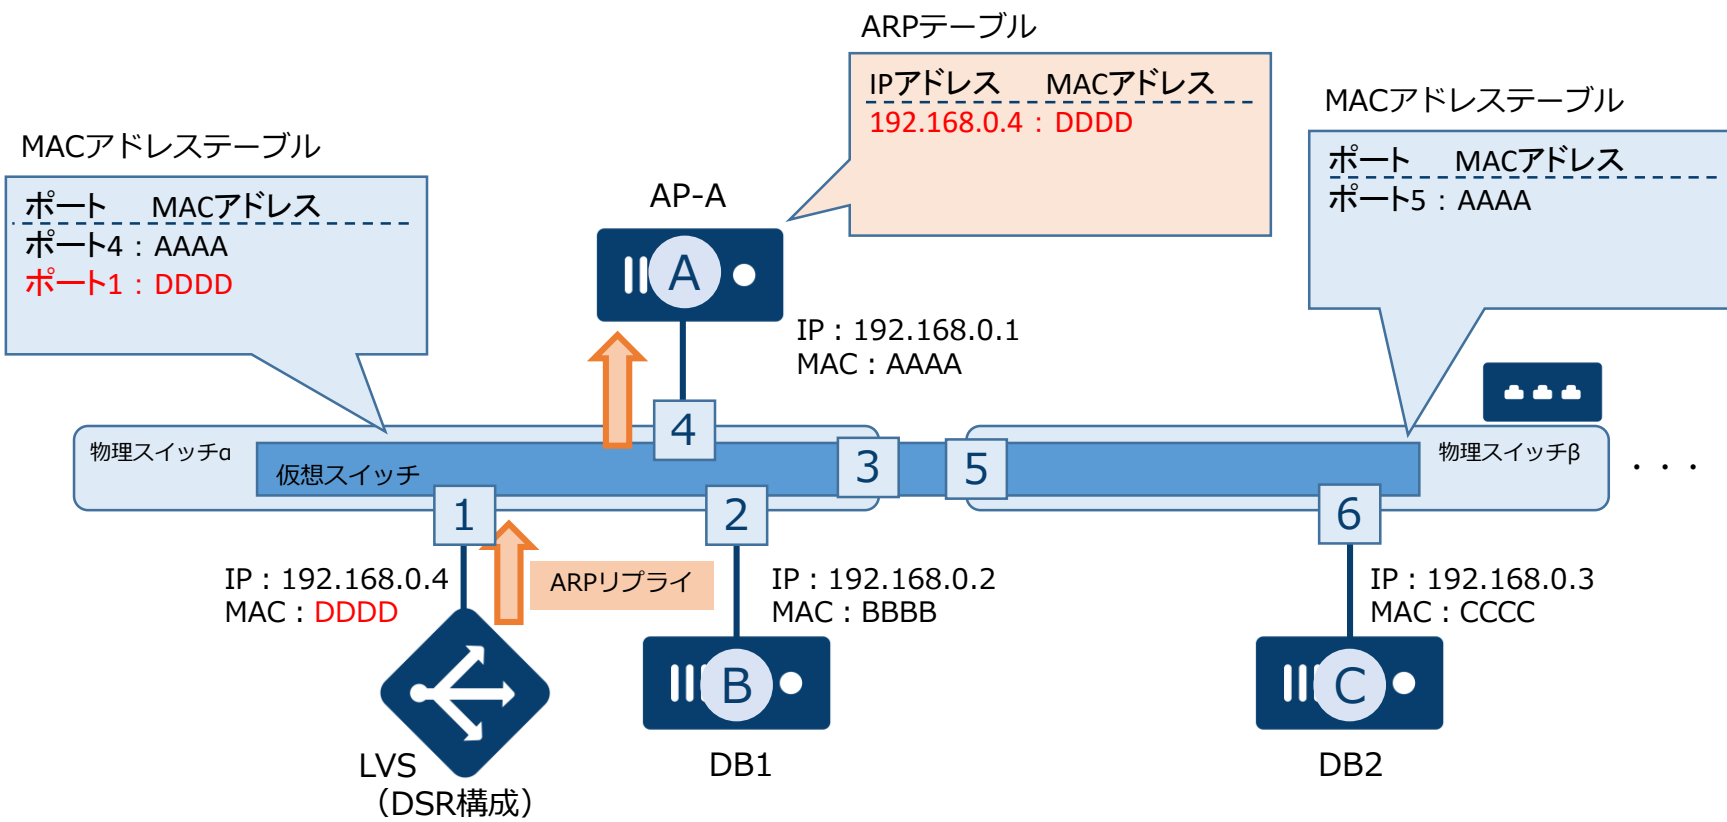 ARPテーブル
IPアドレス MACアドレス
192.168.0.4：DDDD
MACアドレステーブル
ポート MACアドレス
ポート5：AAAA
MACアドレステーブル
ポート MACアドレス
ポート4：AAAA
ポート1：DDDD
AP-A
A
IP：192.168.0.1
MAC：AAAA
物理スイッチα
仮想スイッチ
4
3
5
物理スイッチβ
・・・
1
2
6
IP：192.168.0.4
MAC：DDDD
ARPリプライ
IP：192.168.0.2
MAC：BBBB
IP：192.168.0.3
MAC：CCCC
B
C
LVS
（DSR構成）
DB1
DB2